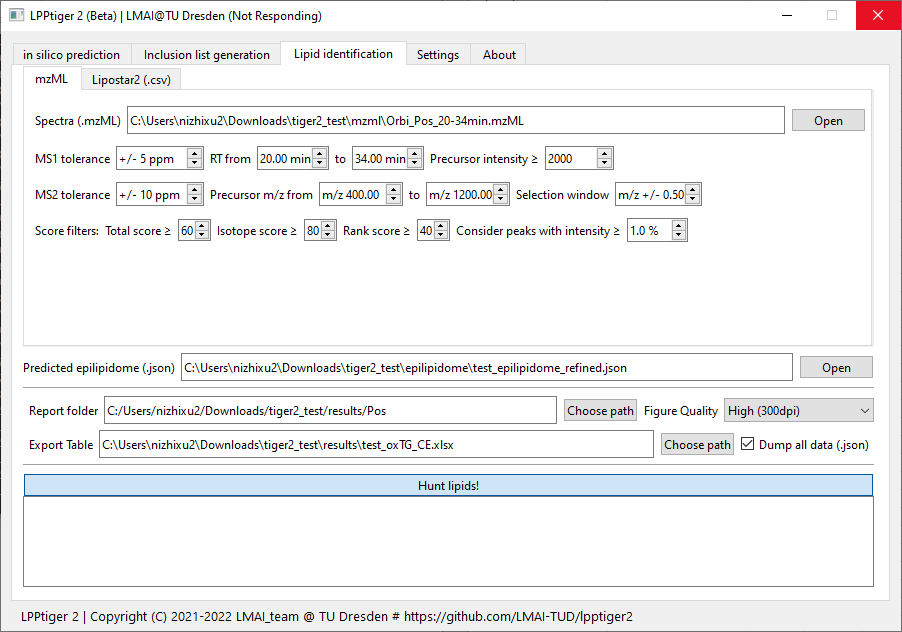 LPPtiger 2 (Beta) | LMAI@TU Dresden (Not Responding)
in silico prediction Inclusion list generation Lipid identification Settings About
mzML Lipostar2 (.csv)
Spectra (.mzML) C:\Users\nizhixu2\Downloads\tiger2_test\mzml\Orbi_Pos_20-34min.mzML Open
MS1 tolerance +/- 5 ppm RT from 20.00 min to 34.00 min Precursor intensity ≥ 2000
MS2 tolerance +/- 10 ppm Precursor m/z from m/z 400.00 to m/z 1200.00 Selection window m/z +/- 0.50
Score filters: Total score ≥ 60 Isotope score ≥ 80 Rank score ≥ 40 Consider peaks with intensity ≥ 1.0 %
Predicted epilipidome (.json) C:\Users\nizhixu2\Downloads\tiger2_test\epilipidome\test_epilipidome_refined.json Open
Report folder C:/Users/nizhixu2/Downloads/tiger2_test/results/Pos Choose path Figure Quality High (300dpi)
Export Table C:\Users\nizhixu2\Downloads\tiger2_test\results\test_oxTG_CE.xlsx Choose path Dump all data (.json)
Hunt lipids!
LPPtiger 2 | Copyright (C) 2021-2022 LMAI_team @ TU Dresden # https://github.com/LMAI-TUD/lpptiger2